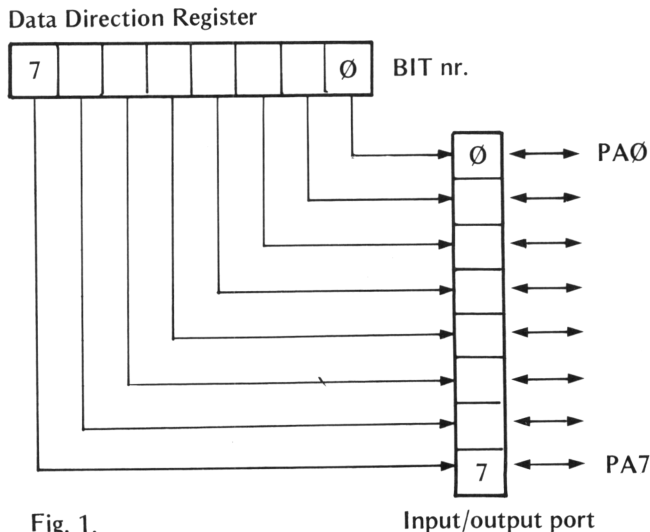 Data Direction Register
7 Ø BIT nr.
Ø PAØ
7 PA7
Fig. 1. Input/output port